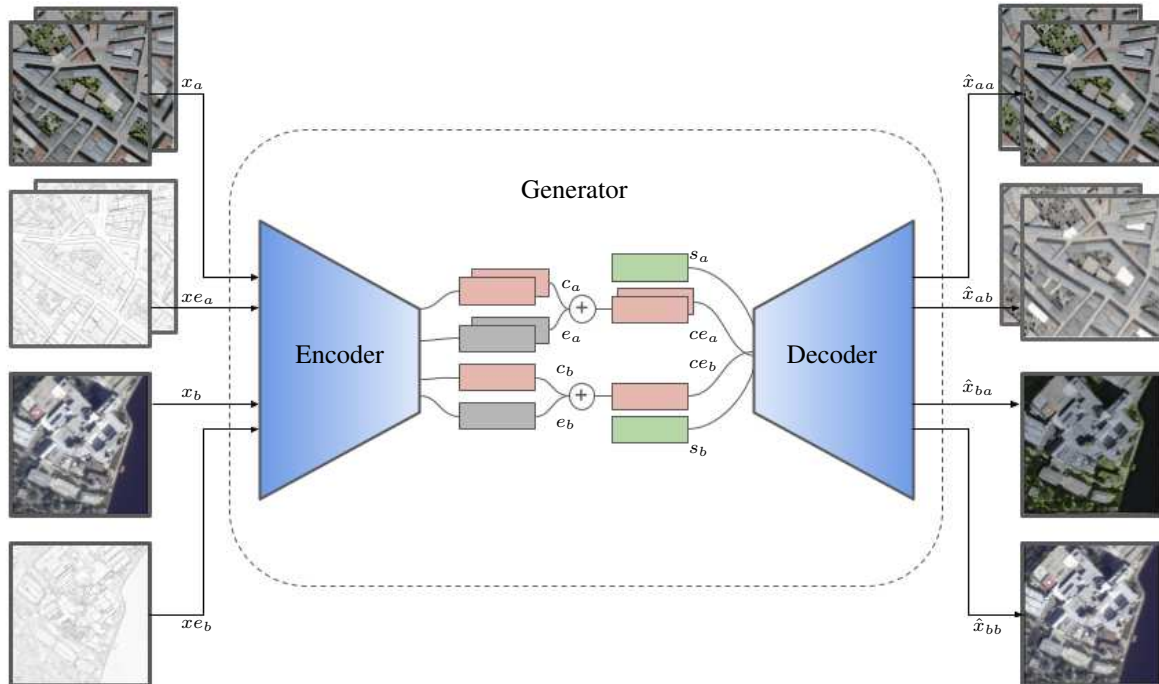 x_a
xe_a
x_b
xe_b
Generator
Encoder
c_a
+
e_a
c_b
+
e_b
s_a
ce_a
ce_b
s_b
Decoder
x̂_aa
x̂_ab
x̂_ba
x̂_bb